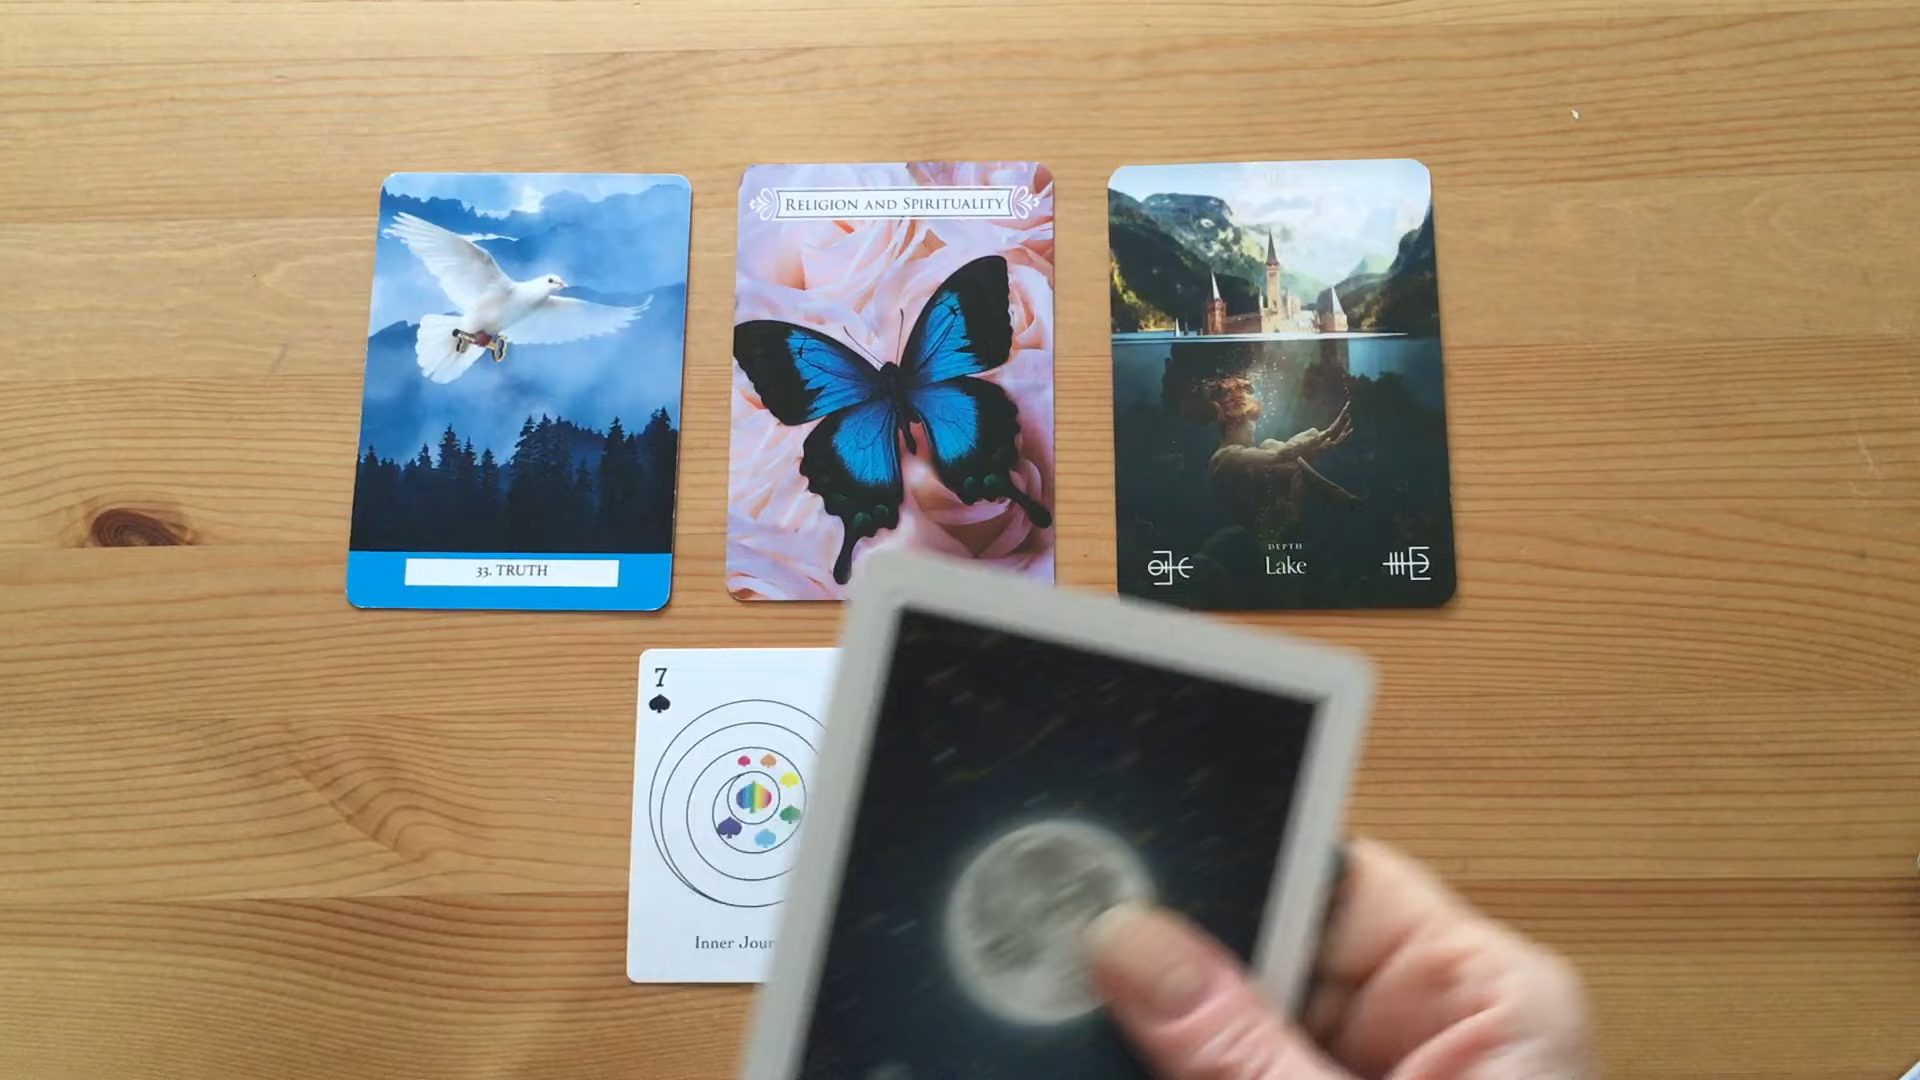 33. TRUTH
RELIGION AND SPIRITUALITY
DEPTH
Lake
7
Inner Jour